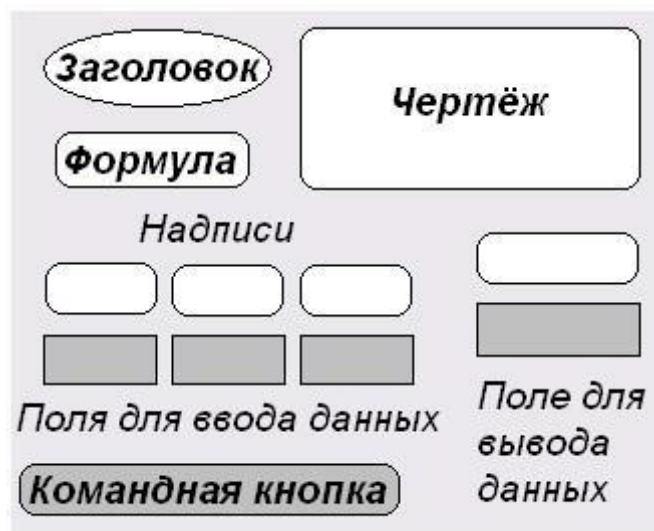 Заголовок
Чертёж
Формула
Надписи
Поля для ввода данных
Поле для
вывода
данных
Командная кнопка